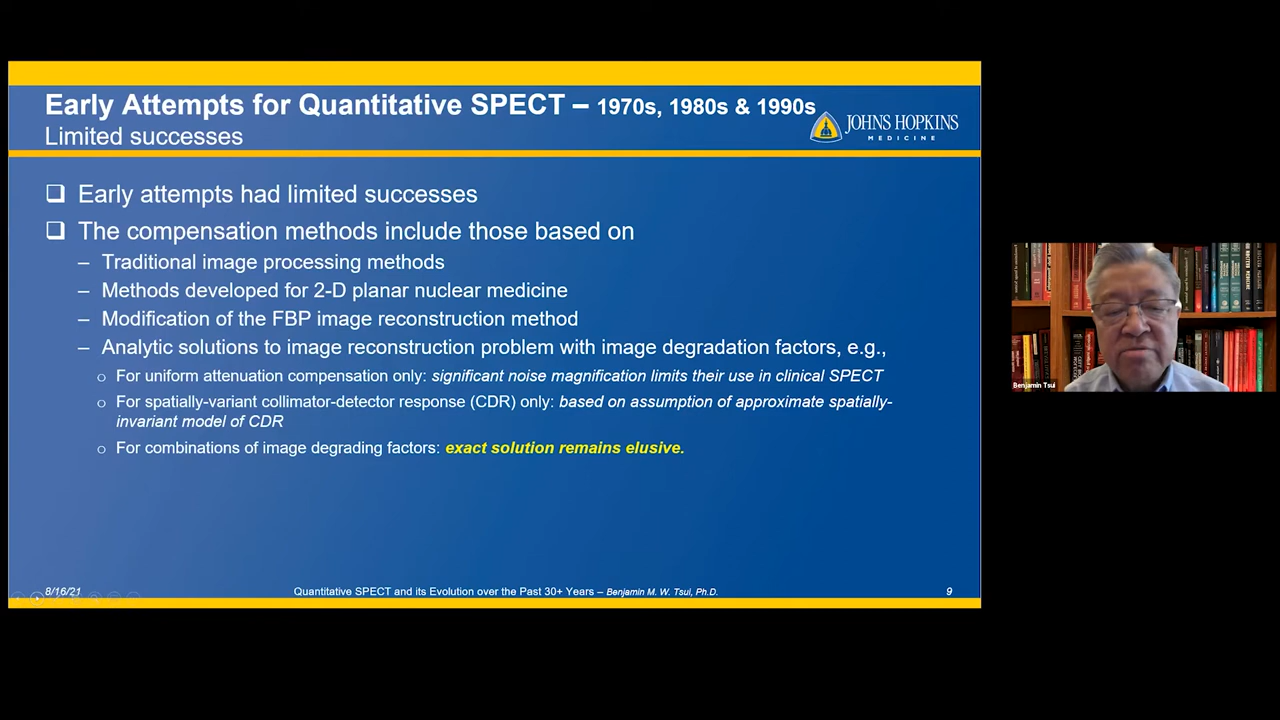 Early Attempts for Quantitative SPECT – 1970s, 1980s & 1990s
Limited successes
JOHNS HOPKINS
MEDICINE
❑ Early attempts had limited successes
❑ The compensation methods include those based on
– Traditional image processing methods
– Methods developed for 2-D planar nuclear medicine
– Modification of the FBP image reconstruction method
– Analytic solutions to image reconstruction problem with image degradation factors, e.g.,
o For uniform attenuation compensation only: significant noise magnification limits their use in clinical SPECT
o For spatially-variant collimator-detector response (CDR) only: based on assumption of approximate spatially-
invariant model of CDR
o For combinations of image degrading factors: exact solution remains elusive.
8/16/21
Quantitative SPECT and its Evolution over the Past 30+ Years – Benjamin M. W. Tsui, Ph.D.
9
Benjamin Tsui